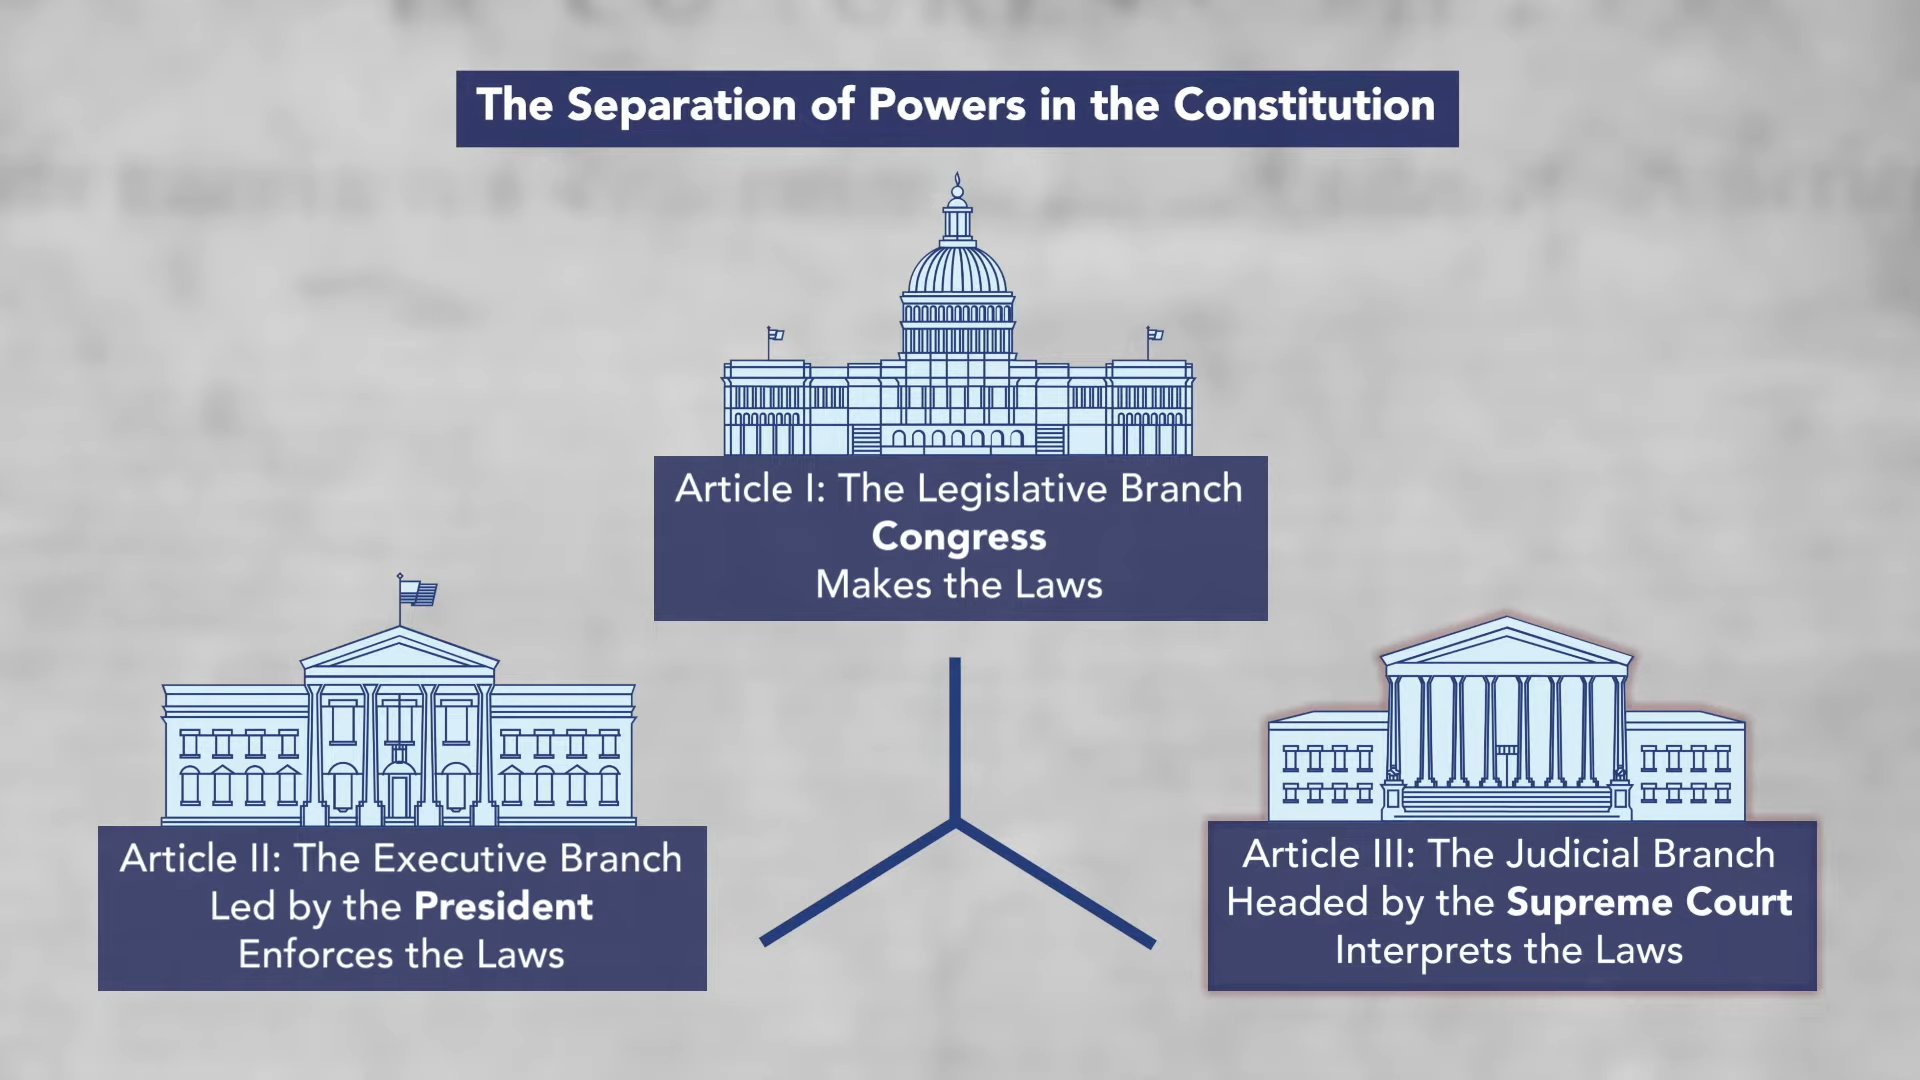 The Separation of Powers in the Constitution
Article I: The Legislative Branch
Congress
Makes the Laws
Article II: The Executive Branch
Led by the President
Enforces the Laws
Article III: The Judicial Branch
Headed by the Supreme Court
Interprets the Laws